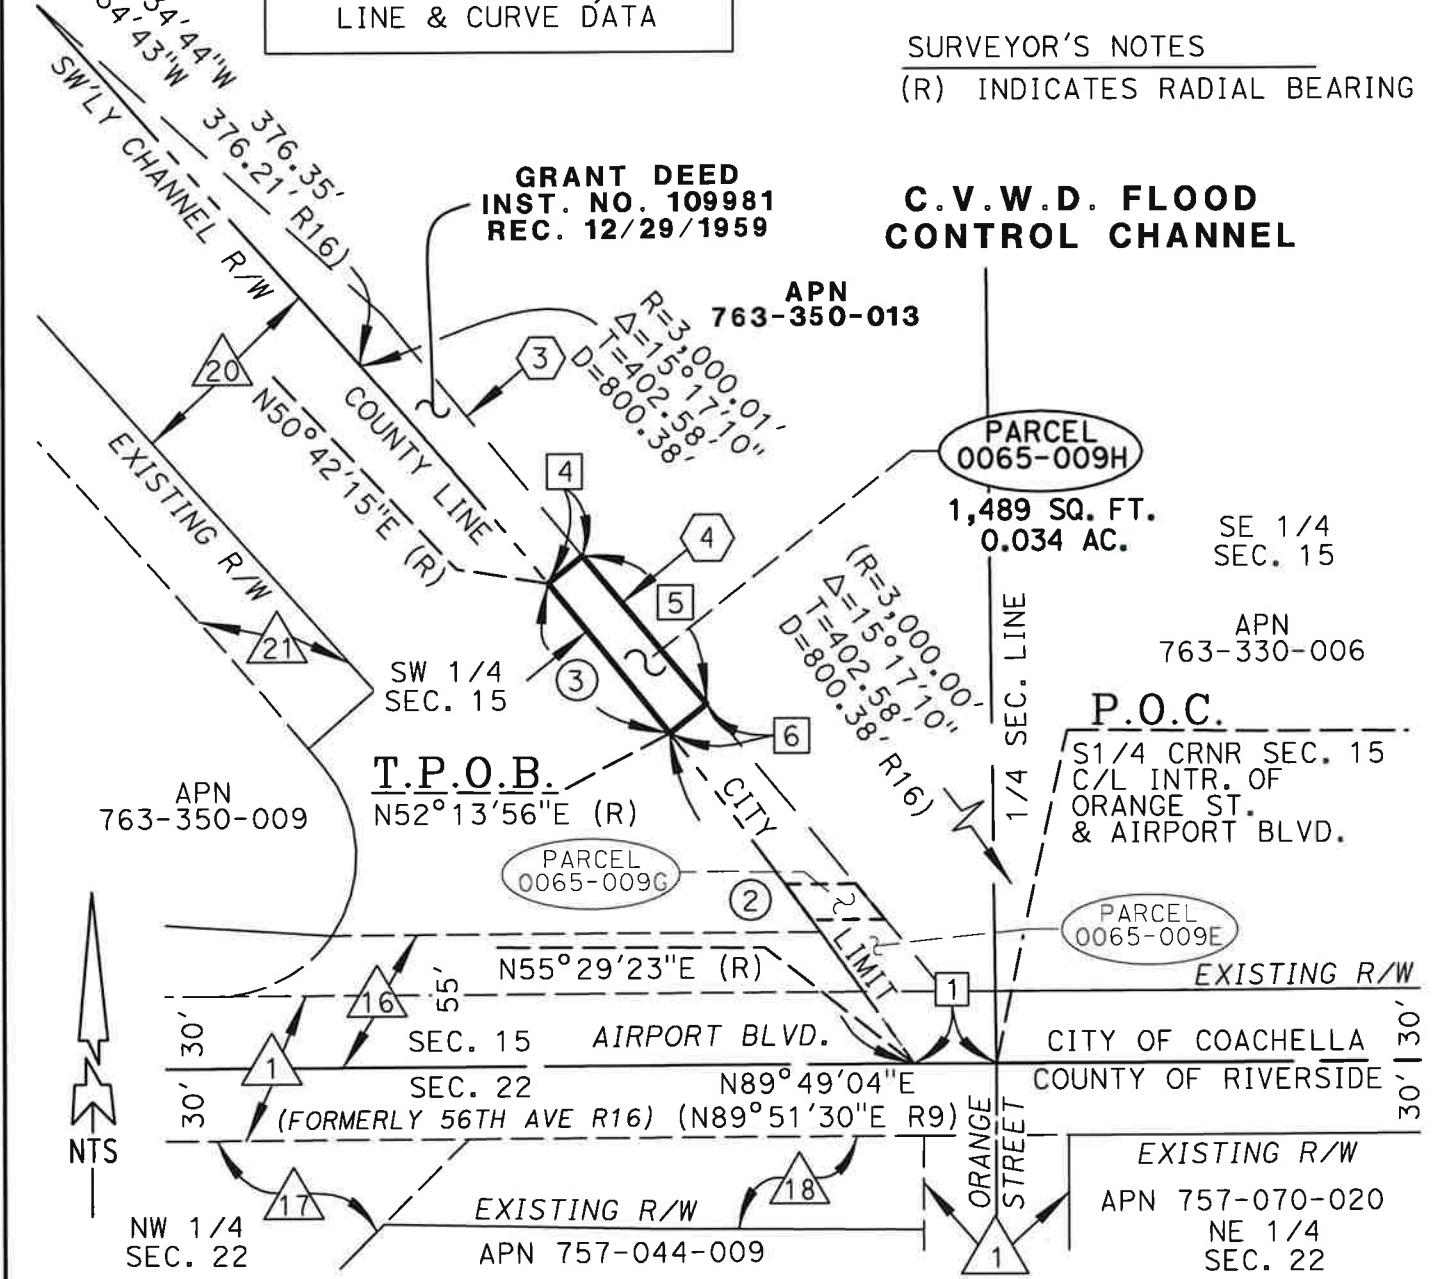 LINE & CURVE DATA
SURVEYOR'S NOTES
(R) INDICATES RADIAL BEARING
34'44"W 376.35'
54'43"W 376.21' R16)
SW'LY CHANNEL R/W
GRANT DEED
INST. NO. 109981
REC. 12/29/1959
C.V.W.D. FLOOD
CONTROL CHANNEL
APN
763-350-013
R=3,000.01'
Δ=15°17'10"
T=402.58'
D=800.38'
3
20
N50°42'15"E (R)
COUNTY LINE
EXISTING R/W
PARCEL
0065-009H
1,489 SQ. FT.
0.034 AC.
4
4
5
SE 1/4
SEC. 15
(R=3,000.00'
Δ=15°17'10"
T=402.58'
D=800.38' R16)
1/4 SEC. LINE
APN
763-330-006
21
SW 1/4
SEC. 15
3
6
P.O.C.
S1/4 CRNR SEC. 15
C/L INTR. OF
ORANGE ST.
& AIRPORT BLVD.
T.P.O.B.
N52°13'56"E (R)
APN
763-350-009
CITY
LIMIT
PARCEL
0065-009G
2
PARCEL
0065-009E
N55°29'23"E (R)
1
EXISTING R/W
16
55'
30'
30'
1
SEC. 15
AIRPORT BLVD.
CITY OF COACHELLA
30'
SEC. 22
N89°49'04"E
COUNTY OF RIVERSIDE
30'
(FORMERLY 56TH AVE R16) (N89°51'30"E R9)
ORANGE
STREET
NTS
17
18
EXISTING R/W
EXISTING R/W
APN 757-070-020
NE 1/4
SEC. 22
NW 1/4
SEC. 22
APN 757-044-009
1